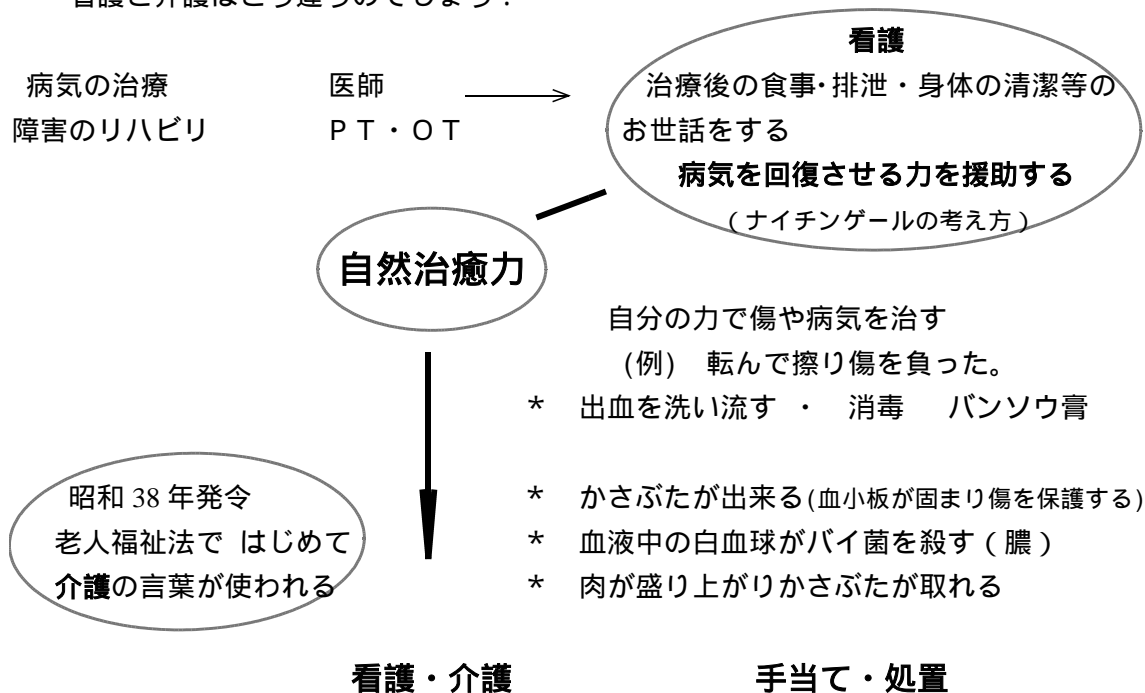 看護と介護はどう違うのでしょう?
看護
病気の治療 医師 治療後の食事・排泄・身体の清潔等の
障害のリハビリ PT・OT お世話をする
病気を回復させる力を援助する
(ナイチンゲールの考え方)
自然治癒力
自分の力で傷や病気を治す
(例) 転んで擦り傷を負った。
* 出血を洗い流す ・ 消毒 バンソウ膏
昭和38年発令
老人福祉法で はじめて
介護の言葉が使われる
* かさぶたが出来る(血小板が固まり傷を保護する)
* 血液中の白血球がバイ菌を殺す(膿)
* 肉が盛り上がりかさぶたが取れる
看護・介護 手当て・処置